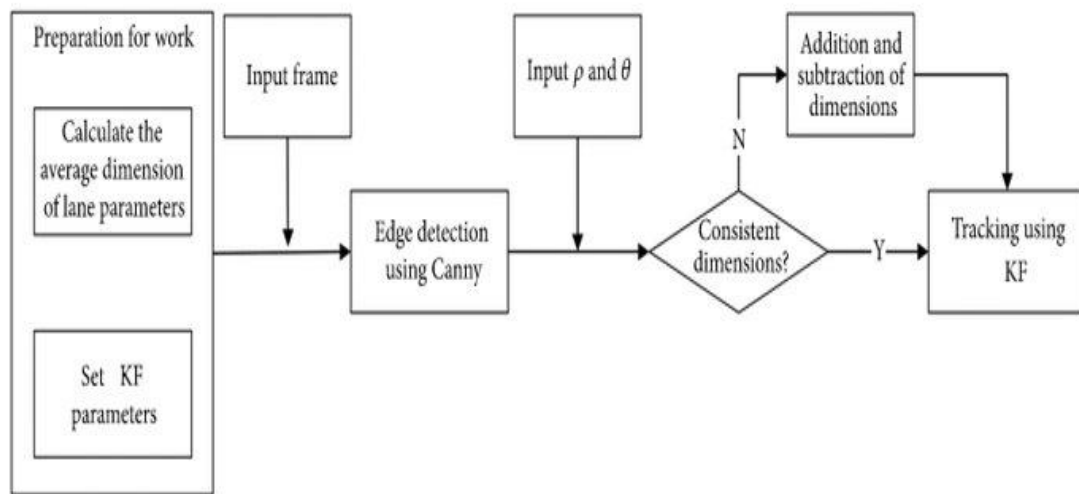 Preparation for work
Calculate the
average dimension
of lane parameters
Set KF
parameters
Input frame
Edge detection
using Canny
Input ρ and θ
Consistent
dimensions?
N
Addition and
subtraction of
dimensions
Y
Tracking using
KF